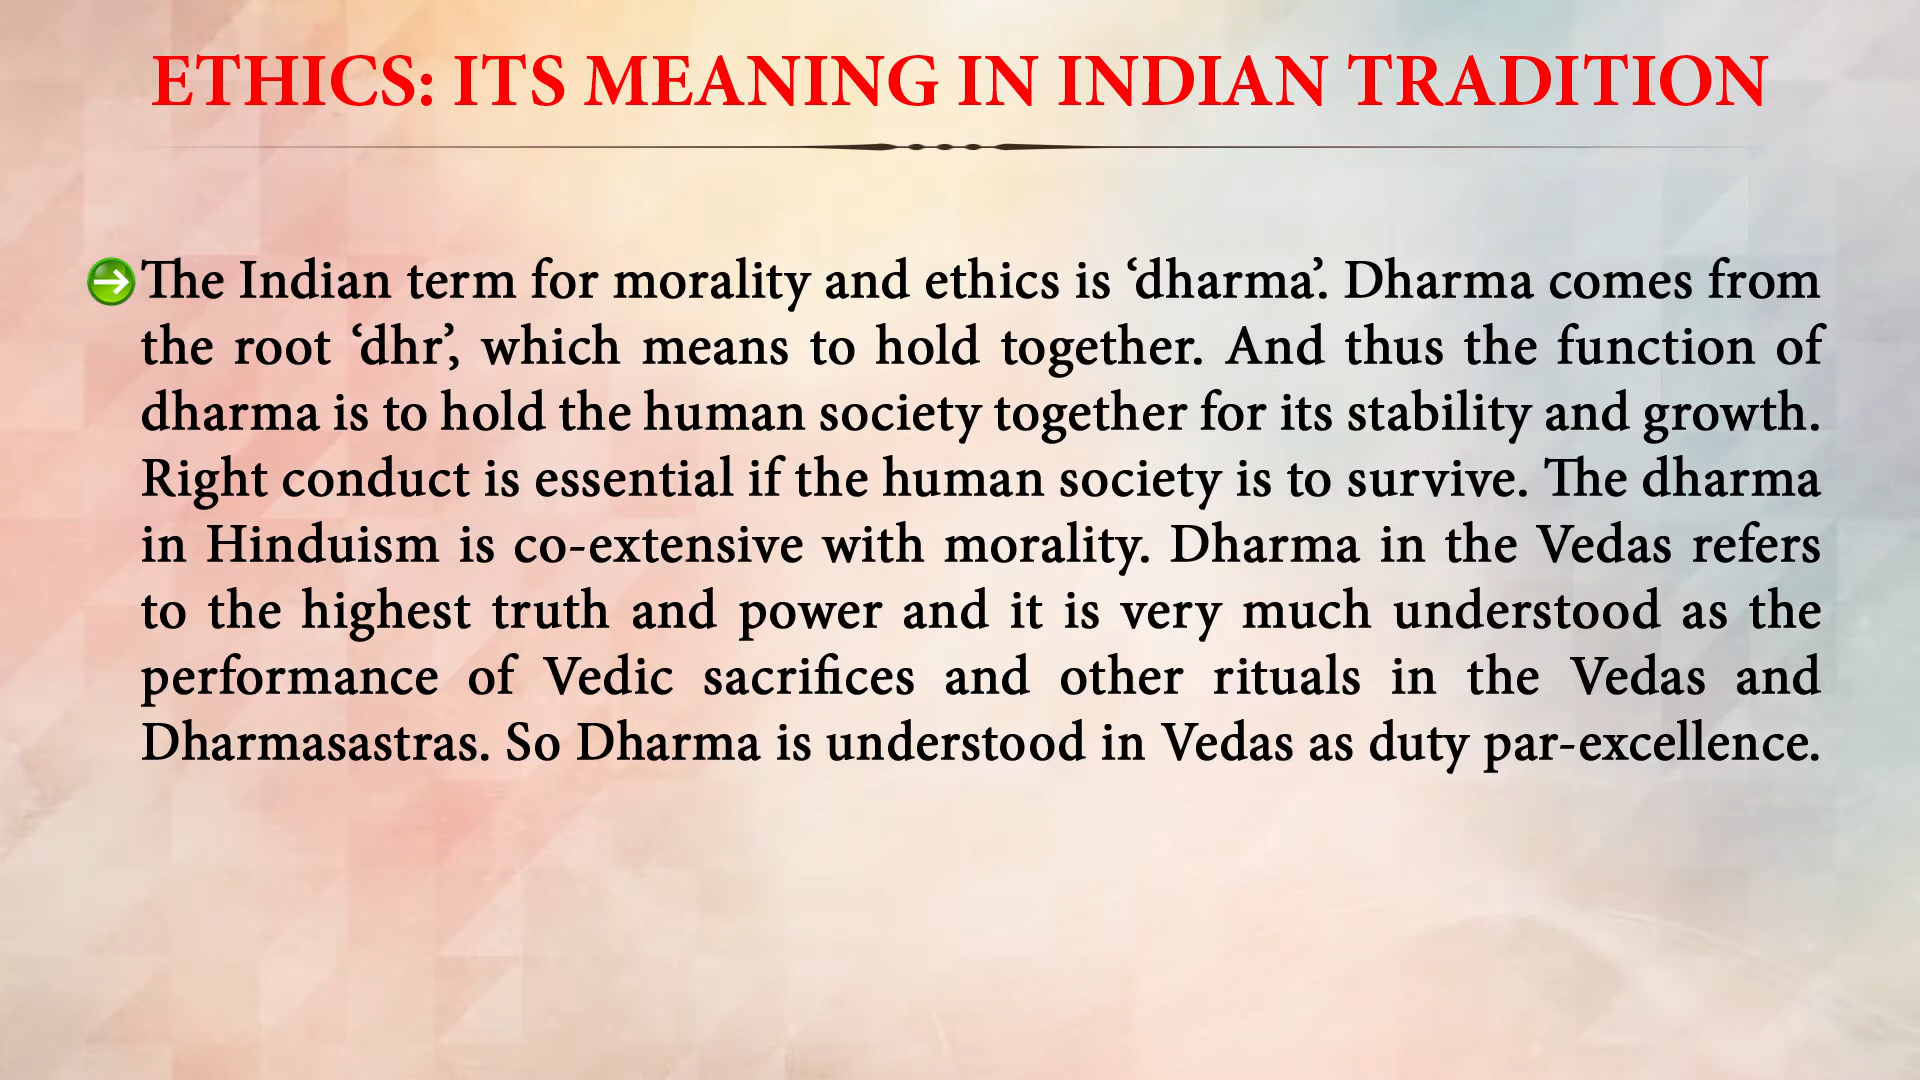 ETHICS: ITS MEANING IN INDIAN TRADITION
The Indian term for morality and ethics is ‘dharma’. Dharma comes from
the root ‘dhr’, which means to hold together. And thus the function of
dharma is to hold the human society together for its stability and growth.
Right conduct is essential if the human society is to survive. The dharma
in Hinduism is co-extensive with morality. Dharma in the Vedas refers
to the highest truth and power and it is very much understood as the
performance of Vedic sacrifices and other rituals in the Vedas and
Dharmasastras. So Dharma is understood in Vedas as duty par-excellence.